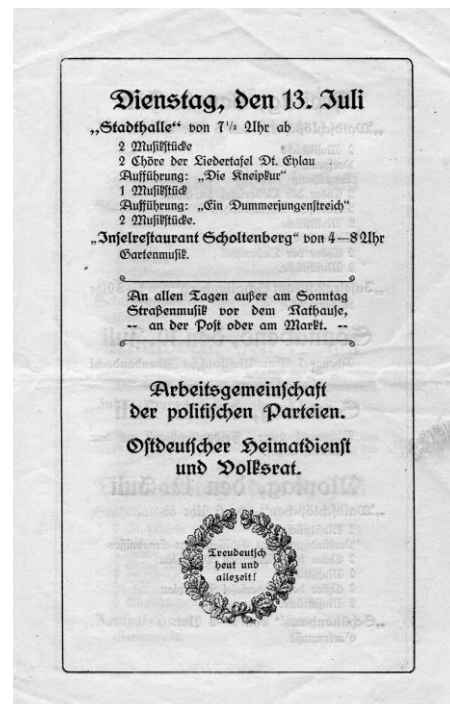 Dienstag, den 13. Juli
„Stadthalle“ von 7 1/2 Uhr ab
2 Musikstücke
2 Chöre der Liedertafel Dt. Eylau
Aufführung: „Die Kneipkur“
1 Musikstück
Aufführung: „Ein Dummerjungenstreich“
2 Musikstücke.
„Inselrestaurant Scholtenberg“ von 4—8 Uhr
Gartenmusik.
An allen Tagen außer am Sonntag
Straßenmusik vor dem Rathause,
-- an der Post oder am Markt. --
Arbeitsgemeinschaft
der politischen Parteien.
Ostdeutscher Heimatdienst
und Volksrat.
Treudeutsch
heut und
allezeit!